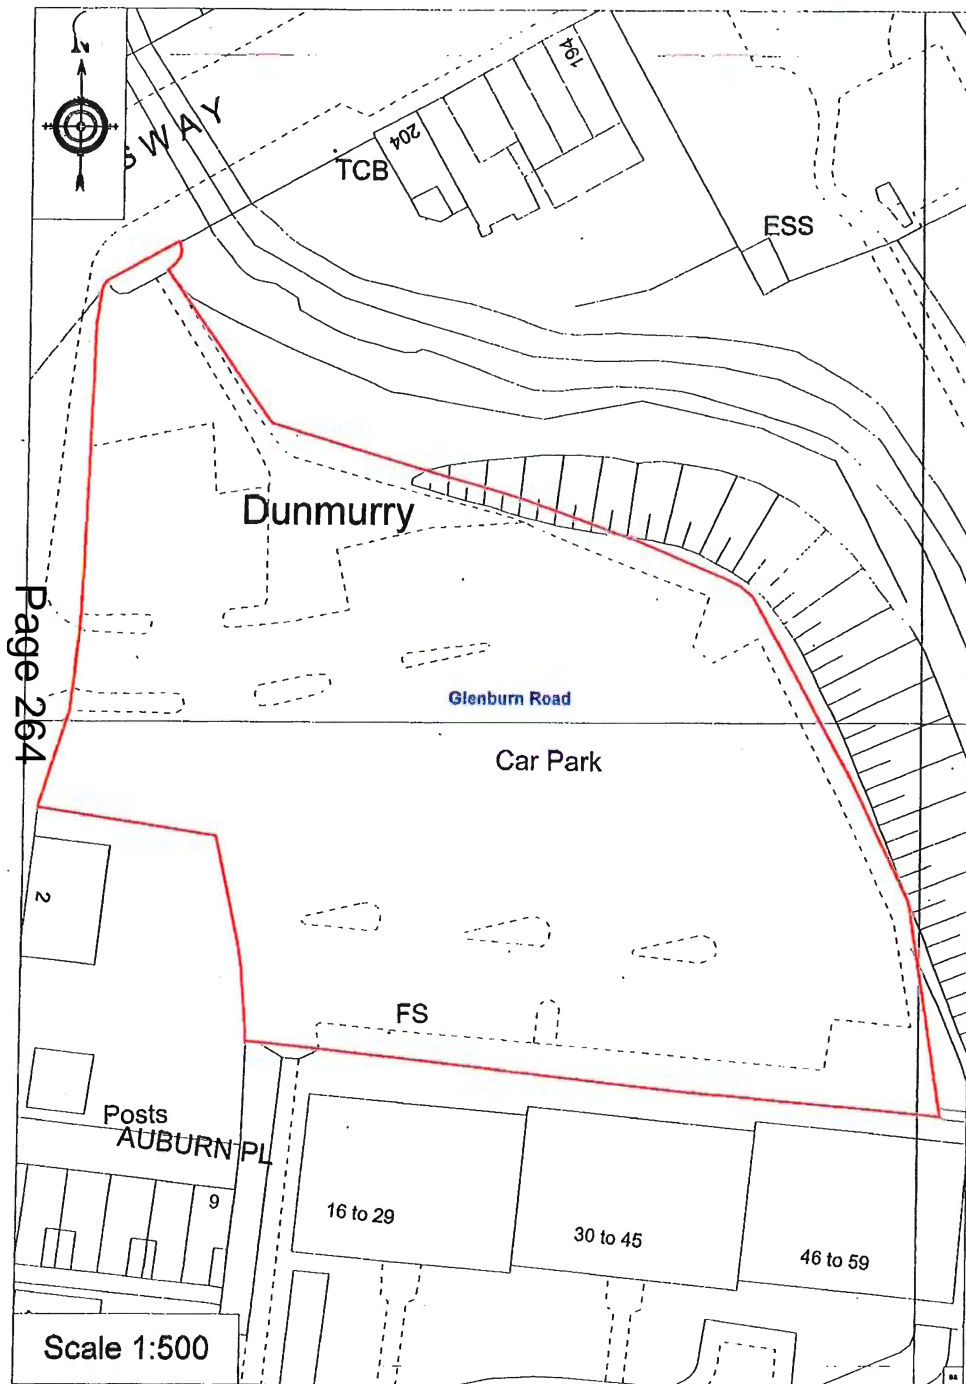 N
SWAY
194
204
TCB
ESS
Dunmurry
Page 264
Glenburn Road
Car Park
2
FS
Posts
AUBURN PL
9
16 to 29
30 to 45
46 to 59
Scale 1:500